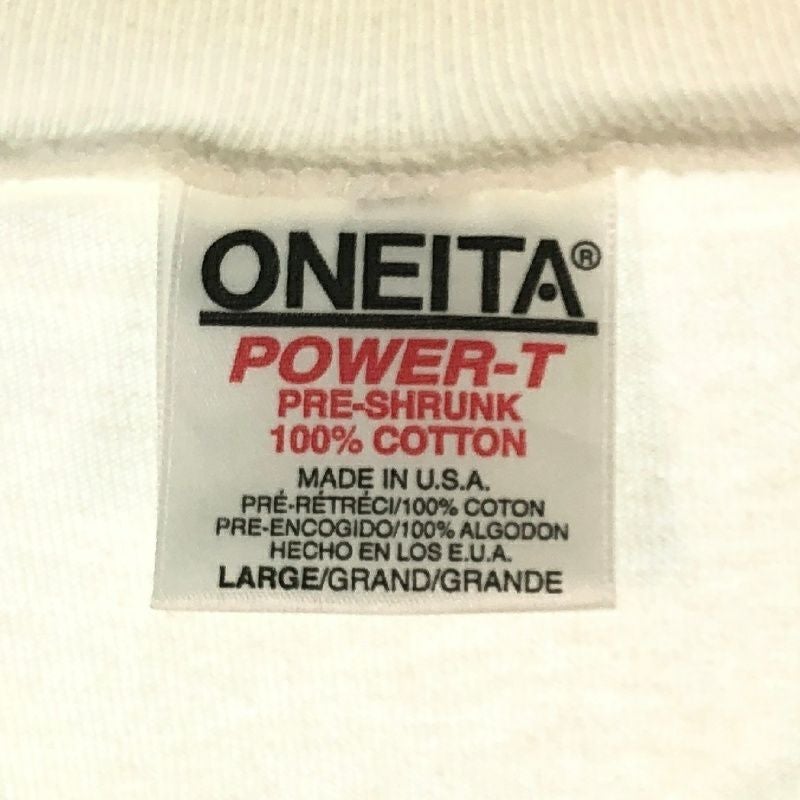 ONEITA®
POWER-T
PRE-SHRUNK
100% COTTON
MADE IN U.S.A.
PRÉ-RÉTRÉCI/100% COTON
PRE-ENCOGIDO/100% ALGODON
HECHO EN LOS E.U.A.
LARGE/GRAND/GRANDE